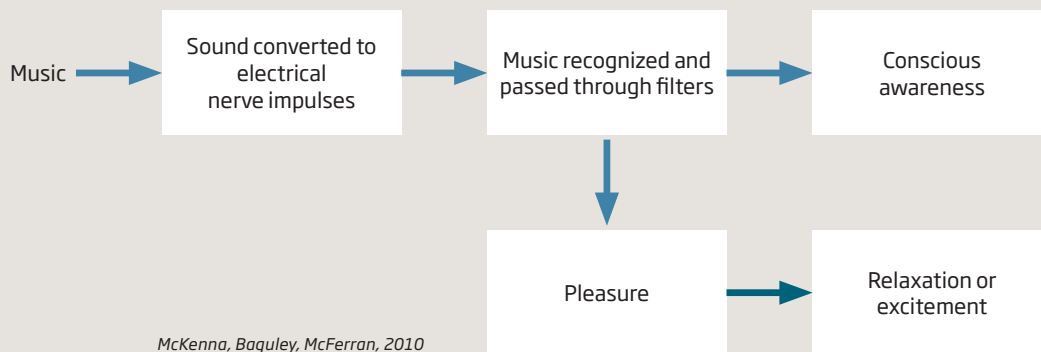 Music
Sound converted to
electrical
nerve impulses
Music recognized and
passed through filters
Conscious
awareness
Pleasure
Relaxation or
excitement
McKenna, Baguley, McFerran, 2010